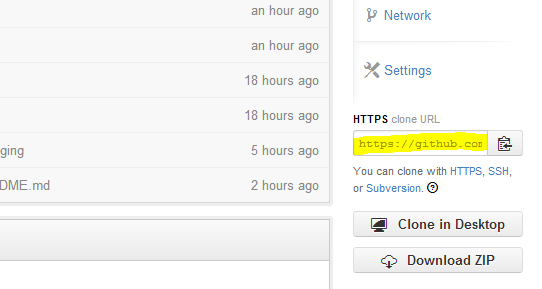 an hour ago
an hour ago
18 hours ago
18 hours ago
ging 5 hours ago
DME.md 2 hours ago
Network
Settings
HTTPS clone URL
https://github.com
You can clone with HTTPS, SSH,
or Subversion.
Clone in Desktop
Download ZIP